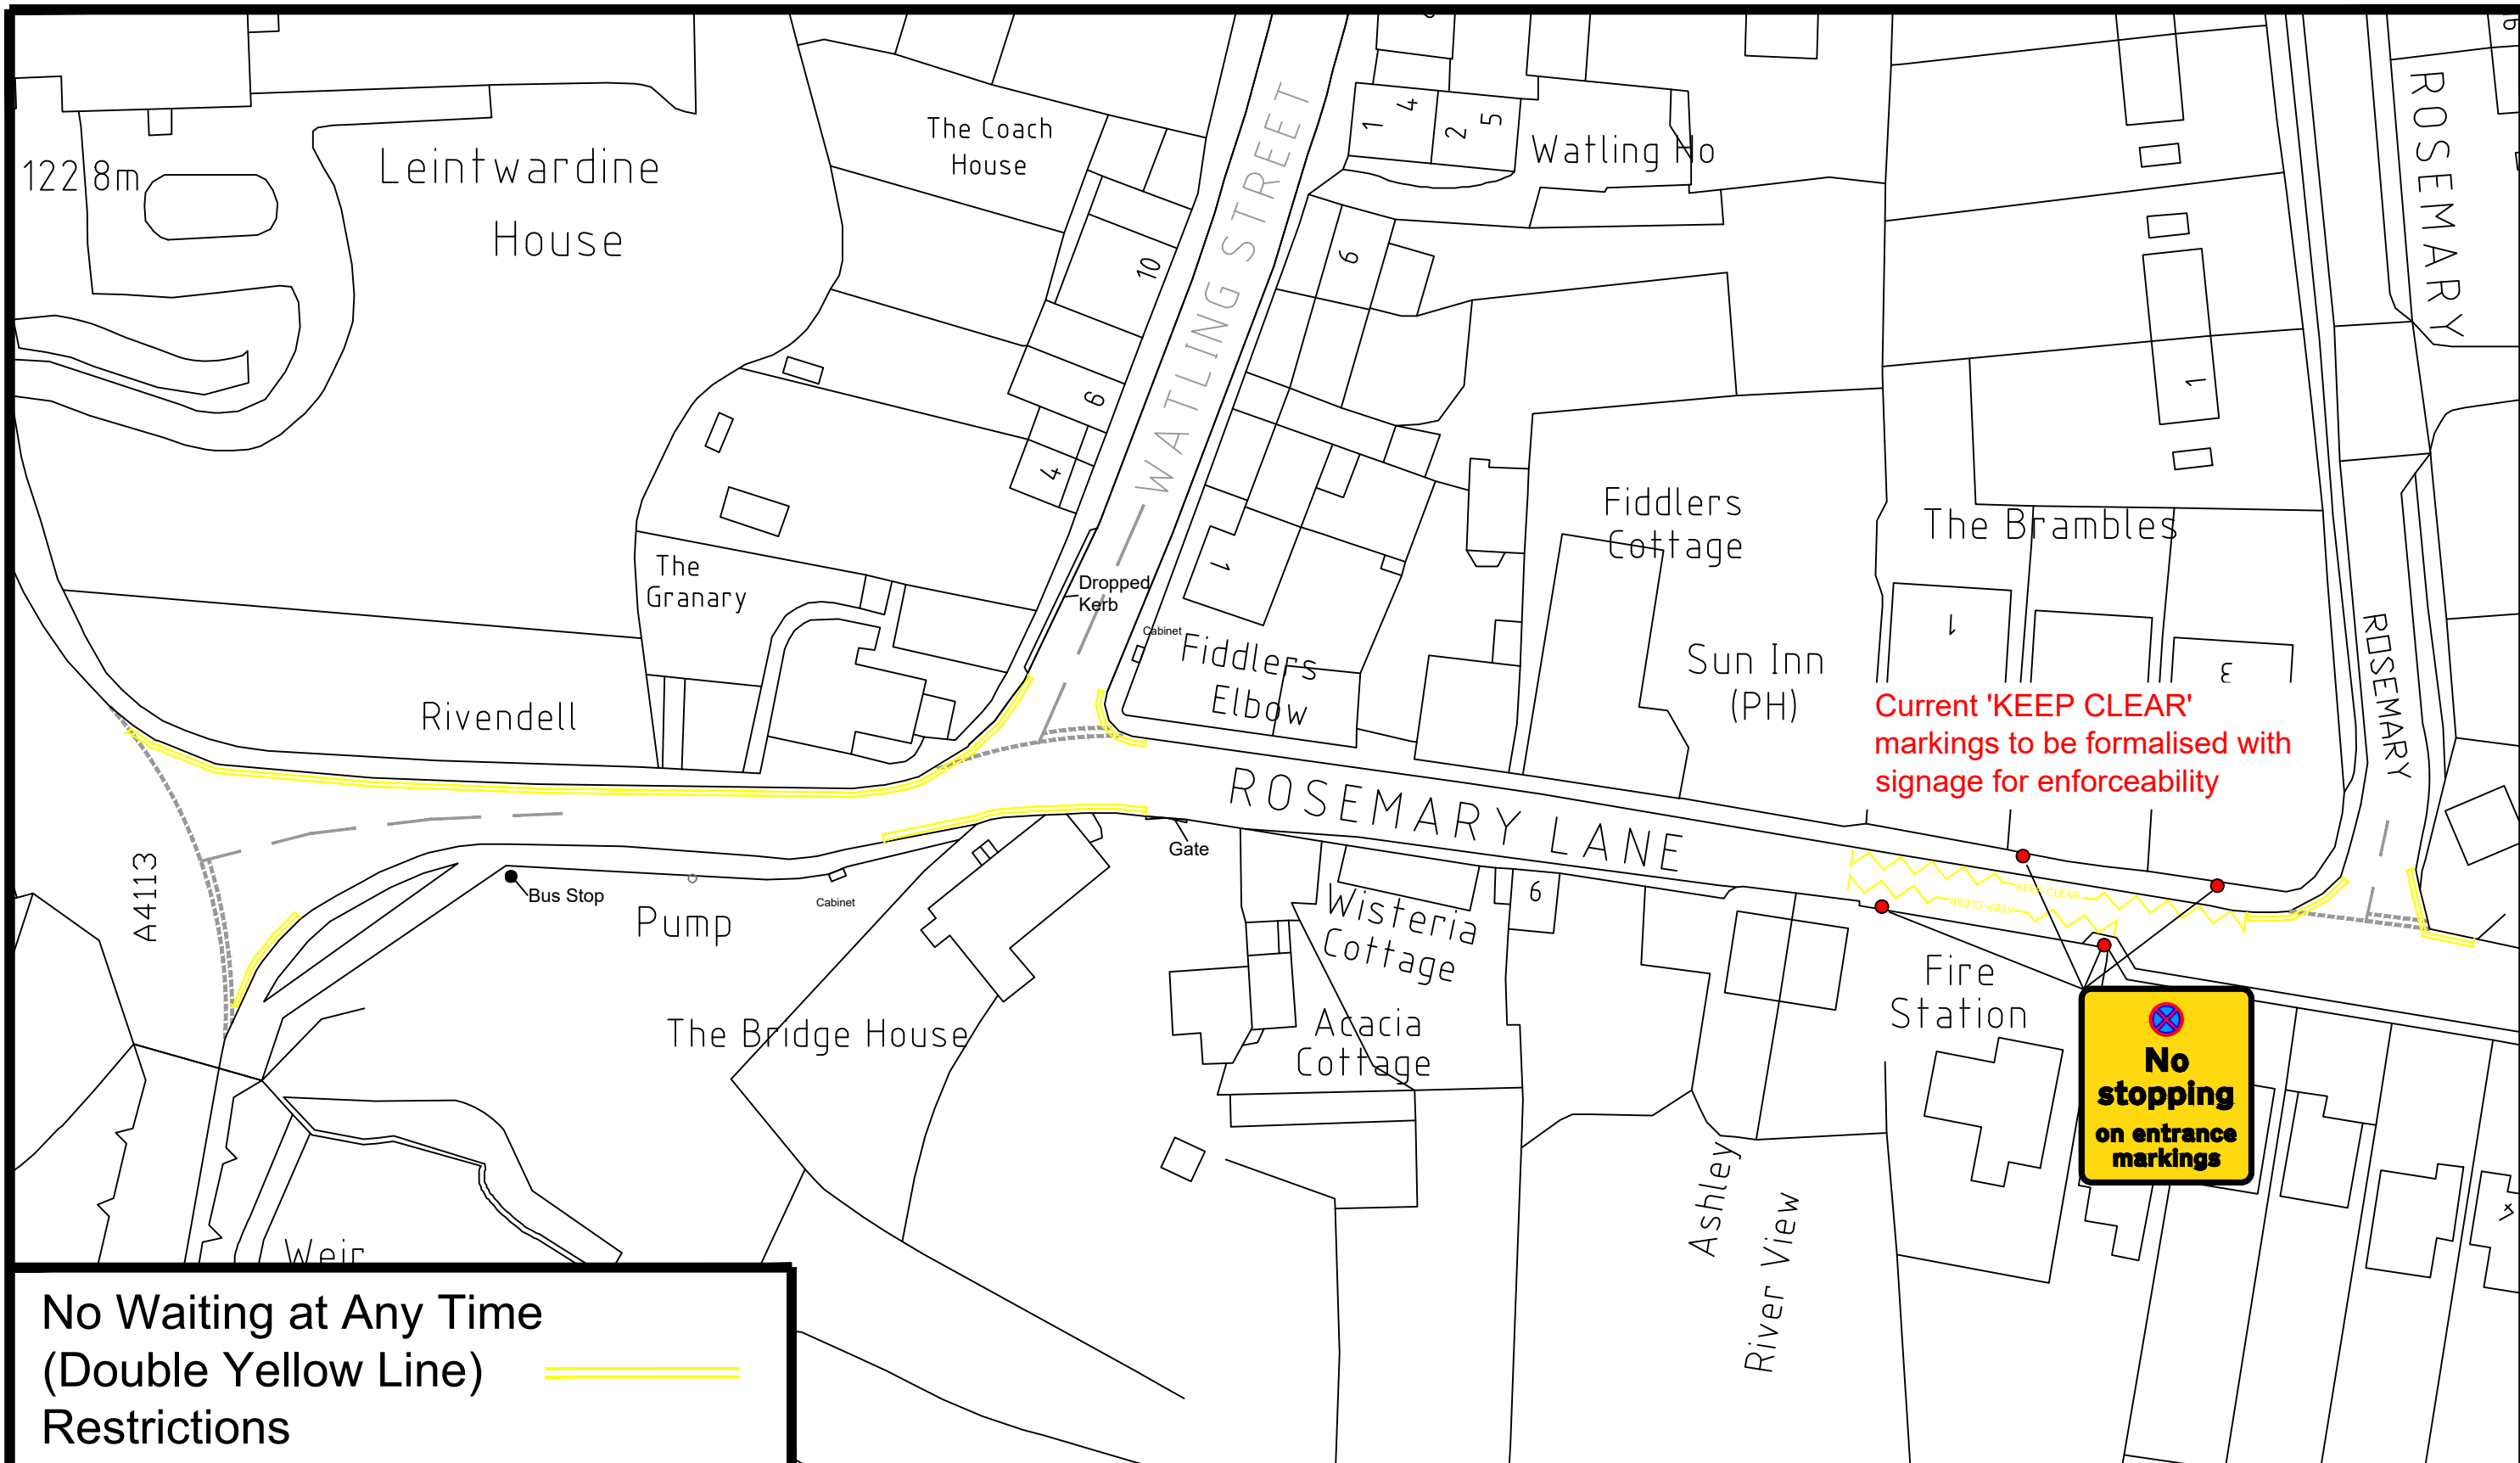 122 8m
Leintwardine
House
The Coach
House
WATLING STREET
1
4
2
5
Watling Ho
ROSEMARY
10
6
6
4
1
1
The
Granary
Dropped
Kerb
Cabinet
Fiddlers
Elbow
Fiddlers
Cottage
The Brambles
1
3
Sun Inn
(PH)
ROSEMARY
Rivendell
Current 'KEEP CLEAR'
markings to be formalised with
signage for enforceability
ROSEMARY LANE
KEEP CLEAR
KEEP CLEAR
A4113
Bus Stop
Pump
Cabinet
Gate
Wisteria
Cottage
6
Acacia
Cottage
The Bridge House
Fire
Station
No
stopping
on entrance
markings
Ashley
River View
Weir
No Waiting at Any Time
(Double Yellow Line)
Restrictions